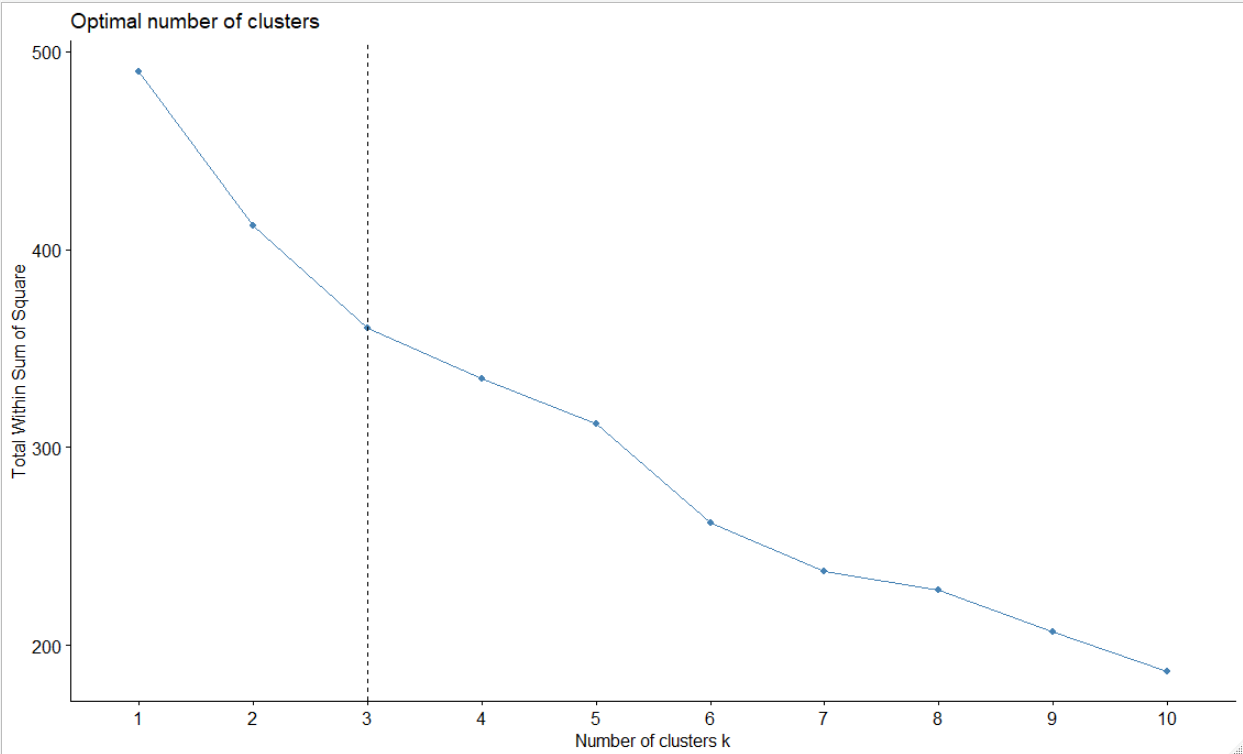 Optimal number of clusters
500
400
300
200
Total Within Sum of Square
1 2 3 4 5 6 7 8 9 10
Number of clusters k